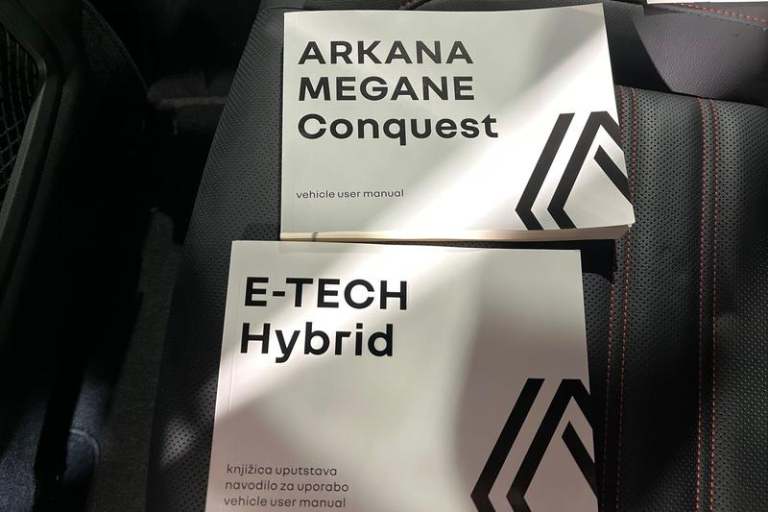 ARKANA
MEGANE
Conquest
vehicle user manual
E-TECH
Hybrid
knjižica uputstava
navodilo za uporabo
vehicle user manual